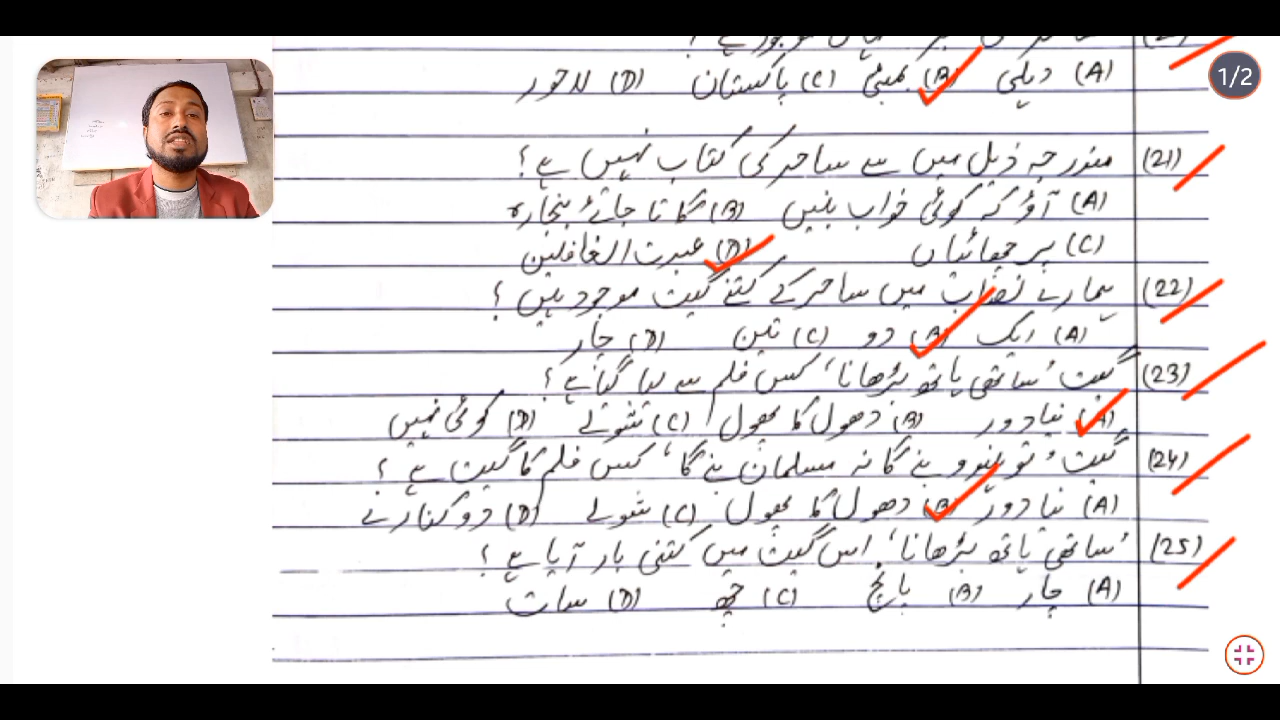 1/2
(A) دہلی (B) بمبئی (C) پاکستان (D) لاحور
(21) مندرجہ ذیل میں سے ساحر کی کتاب نہیں ہے؟
(A) آؤ کہ کوئی خواب بنیں (B) گاتا جائے بنجارہ
(C) پرچھائیاں (D) عبرت الغافلین
(22) ہمارے نصاب میں ساحر کے کتنے گیت موجود ہیں؟
(A) ایک (B) دو (C) تین (D) چار
(23) گیت 'ساتھی ہاتھ بڑھانا' کس فلم سے لیا گیا ہے؟
(A) نیا دور (B) دھول کا پھول (C) شولے (D) کوئی نہیں
(24) گیت 'تو ہندو بنے گا نہ مسلمان بنے گا' کس فلم کا گیت ہے؟
(A) نیا دور (B) دھول کا پھول (C) شولے (D) دو کنارے
(25) 'ساتھی ہاتھ بڑھانا' اس گیت میں کتنی بار آیا ہے؟
(A) چار (B) پانچ (C) چھ (D) سات